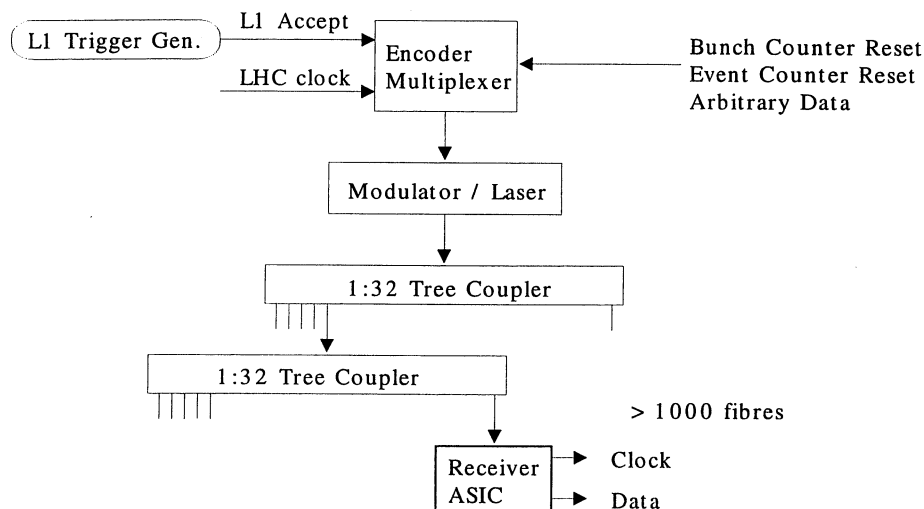 L1 Trigger Gen.
L1 Accept
LHC clock
Encoder
Multiplexer
Bunch Counter Reset
Event Counter Reset
Arbitrary Data
Modulator / Laser
1:32 Tree Coupler
1:32 Tree Coupler
> 1000 fibres
Receiver
ASIC
Clock
Data